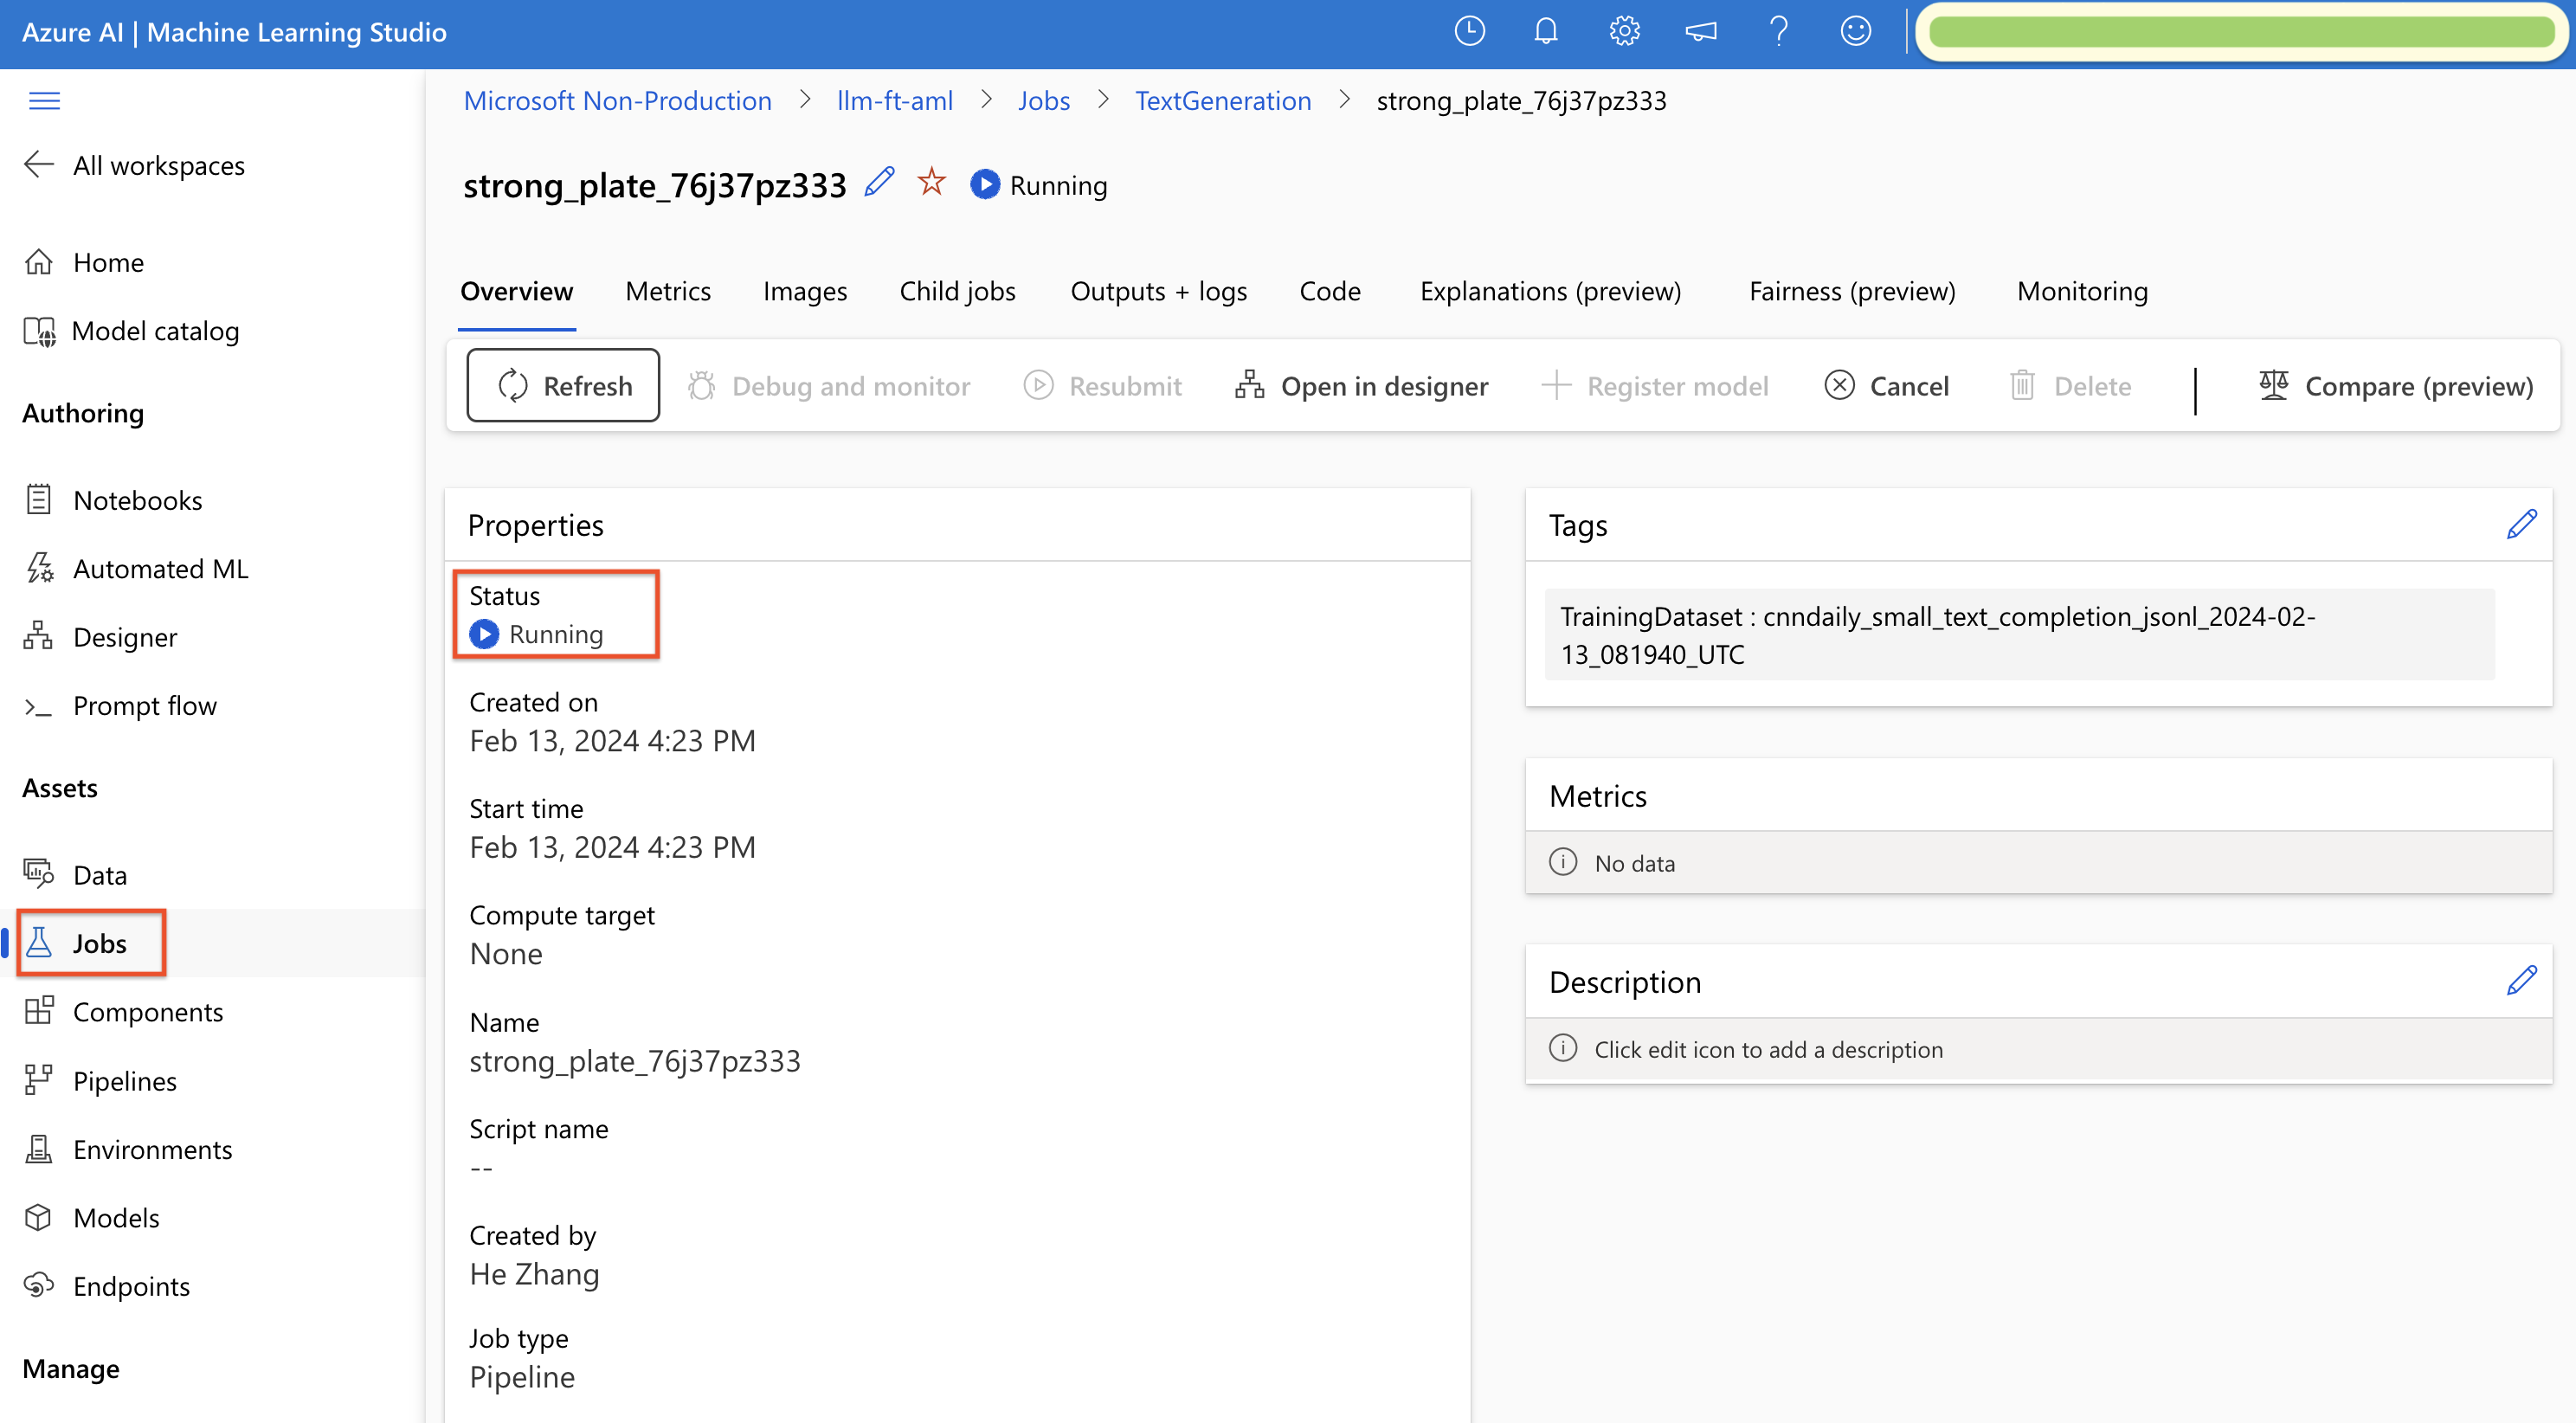 Azure AI | Machine Learning Studio
Microsoft Non-Production > llm-ft-aml > Jobs > TextGeneration > strong_plate_76j37pz333
All workspaces
Home
Model catalog
Authoring
Notebooks
Automated ML
Designer
Prompt flow
Assets
Data
Jobs
Components
Pipelines
Environments
Models
Endpoints
Manage
strong_plate_76j37pz333 Running
Overview Metrics Images Child jobs Outputs + logs Code Explanations (preview) Fairness (preview) Monitoring
Refresh Debug and monitor Resubmit Open in designer Register model Cancel Delete | Compare (preview)
Properties
Status
Running
Created on
Feb 13, 2024 4:23 PM
Start time
Feb 13, 2024 4:23 PM
Compute target
None
Name
strong_plate_76j37pz333
Script name
--
Created by
He Zhang
Job type
Pipeline
Tags
TrainingDataset : cnndaily_small_text_completion_jsonl_2024-02-
13_081940_UTC
Metrics
No data
Description
Click edit icon to add a description